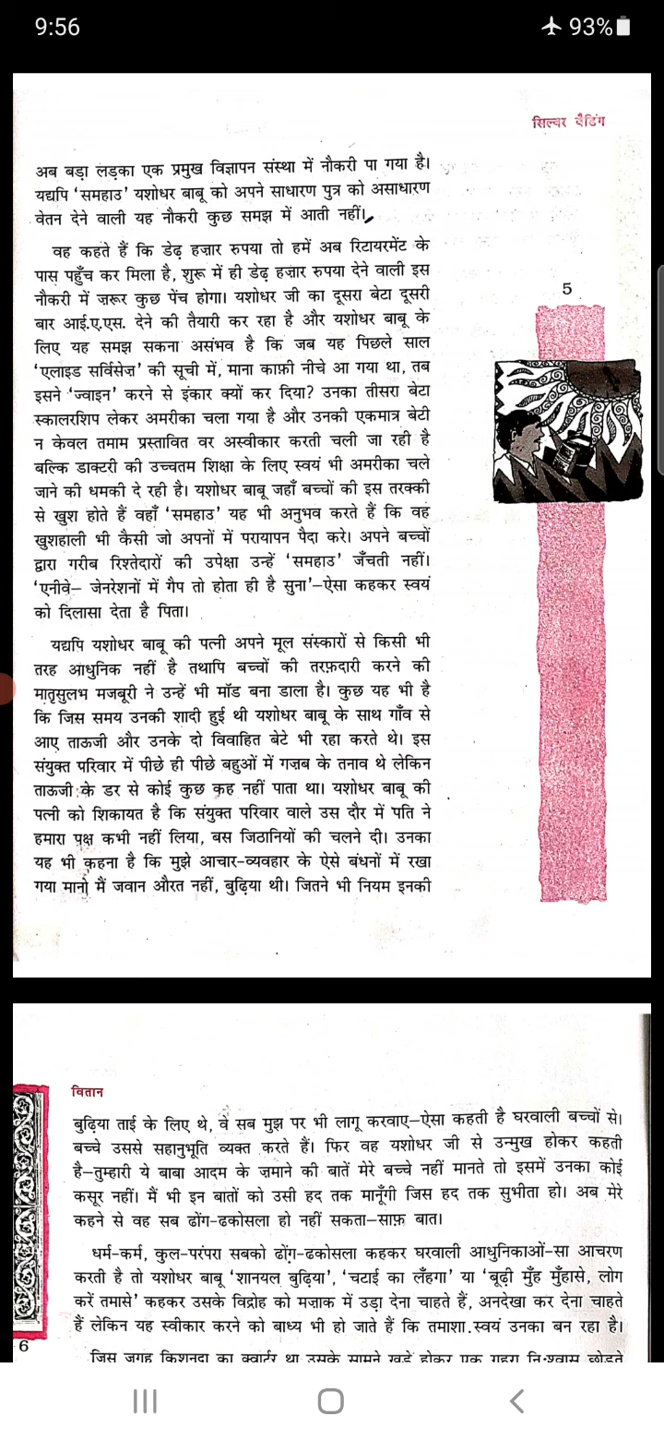 9:56
93%
सिल्वर वैडिंग
अब बड़ा लड़का एक प्रमुख विज्ञापन संस्था में नौकरी पा गया है।
यद्यपि ‘समहाउ’ यशोधर बाबू को अपने साधारण पुत्र को असाधारण
वेतन देने वाली यह नौकरी कुछ समझ में आती नहीं।
वह कहते हैं कि डेढ़ हज़ार रुपया तो हमें अब रिटायरमेंट के
पास पहुँच कर मिला है, शुरू में ही डेढ़ हज़ार रुपया देने वाली इस
नौकरी में ज़रूर कुछ पेंच होगा। यशोधर जी का दूसरा बेटा दूसरी
बार आई.ए.एस. देने की तैयारी कर रहा है और यशोधर बाबू के
लिए यह समझ सकना असंभव है कि जब यह पिछले साल
‘एलाइड सर्विसेज़’ की सूची में, माना काफ़ी नीचे आ गया था, तब
इसने ‘ज्वाइन’ करने से इंकार क्यों कर दिया? उनका तीसरा बेटा
स्कालरशिप लेकर अमरीका चला गया है और उनकी एकमात्र बेटी
न केवल तमाम प्रस्तावित वर अस्वीकार करती चली जा रही है
बल्कि डाक्टरी की उच्चतम शिक्षा के लिए स्वयं भी अमरीका चले
जाने की धमकी दे रही है। यशोधर बाबू जहाँ बच्चों की इस तरक्की
से खुश होते हैं वहाँ ‘समहाउ’ यह भी अनुभव करते हैं कि वह
खुशहाली भी कैसी जो अपनों में परायापन पैदा करे। अपने बच्चों
द्वारा गरीब रिश्तेदारों की उपेक्षा उन्हें ‘समहाउ’ जँचती नहीं।
‘एनीवे– जेनरेशनों में गैप तो होता ही है सुना’–ऐसा कहकर स्वयं
को दिलासा देता है पिता।
यद्यपि यशोधर बाबू की पत्नी अपने मूल संस्कारों से किसी भी
तरह आधुनिक नहीं है तथापि बच्चों की तरफ़दारी करने की
मातृसुलभ मजबूरी ने उन्हें भी मॉड बना डाला है। कुछ यह भी है
कि जिस समय उनकी शादी हुई थी यशोधर बाबू के साथ गाँव से
आए ताऊजी और उनके दो विवाहित बेटे भी रहा करते थे। इस
संयुक्त परिवार में पीछे ही पीछे बहुओं में गज़ब के तनाव थे लेकिन
ताऊजी के डर से कोई कुछ कह नहीं पाता था। यशोधर बाबू की
पत्नी को शिकायत है कि संयुक्त परिवार वाले उस दौर में पति ने
हमारा पक्ष कभी नहीं लिया, बस जिठानियों की चलने दी। उनका
यह भी कहना है कि मुझे आचार-व्यवहार के ऐसे बंधनों में रखा
गया मानो मैं जवान औरत नहीं, बुढ़िया थी। जितने भी नियम इनकी
5
वितान
बुढ़िया ताई के लिए थे, वे सब मुझ पर भी लागू करवाए–ऐसा कहती है घरवाली बच्चों से।
बच्चे उससे सहानुभूति व्यक्त करते हैं। फिर वह यशोधर जी से उन्मुख होकर कहती
है–तुम्हारी ये बाबा आदम के ज़माने की बातें मेरे बच्चे नहीं मानते तो इसमें उनका कोई
कसूर नहीं। मैं भी इन बातों को उसी हद तक मानूँगी जिस हद तक सुभीता हो। अब मेरे
कहने से वह सब ढोंग-ढकोसला हो नहीं सकता–साफ़ बात।
धर्म-कर्म, कुल-परंपरा सबको ढोंग-ढकोसला कहकर घरवाली आधुनिकाओं-सा आचरण
करती है तो यशोधर बाबू ‘शानयल बुढ़िया’, ‘चटाई का लँहगा’ या ‘बूढ़ी मुँह मुँहासे, लोग
करें तमासे’ कहकर उसके विद्रोह को मज़ाक में उड़ा देना चाहते हैं, अनदेखा कर देना चाहते
हैं लेकिन यह स्वीकार करने को बाध्य भी हो जाते हैं कि तमाशा स्वयं उनका बन रहा है।
6
जिस जगह किशनदा का क्वार्टर था उसके सामने खड़े होकर एक गहरा नि:श्वास छोड़ते